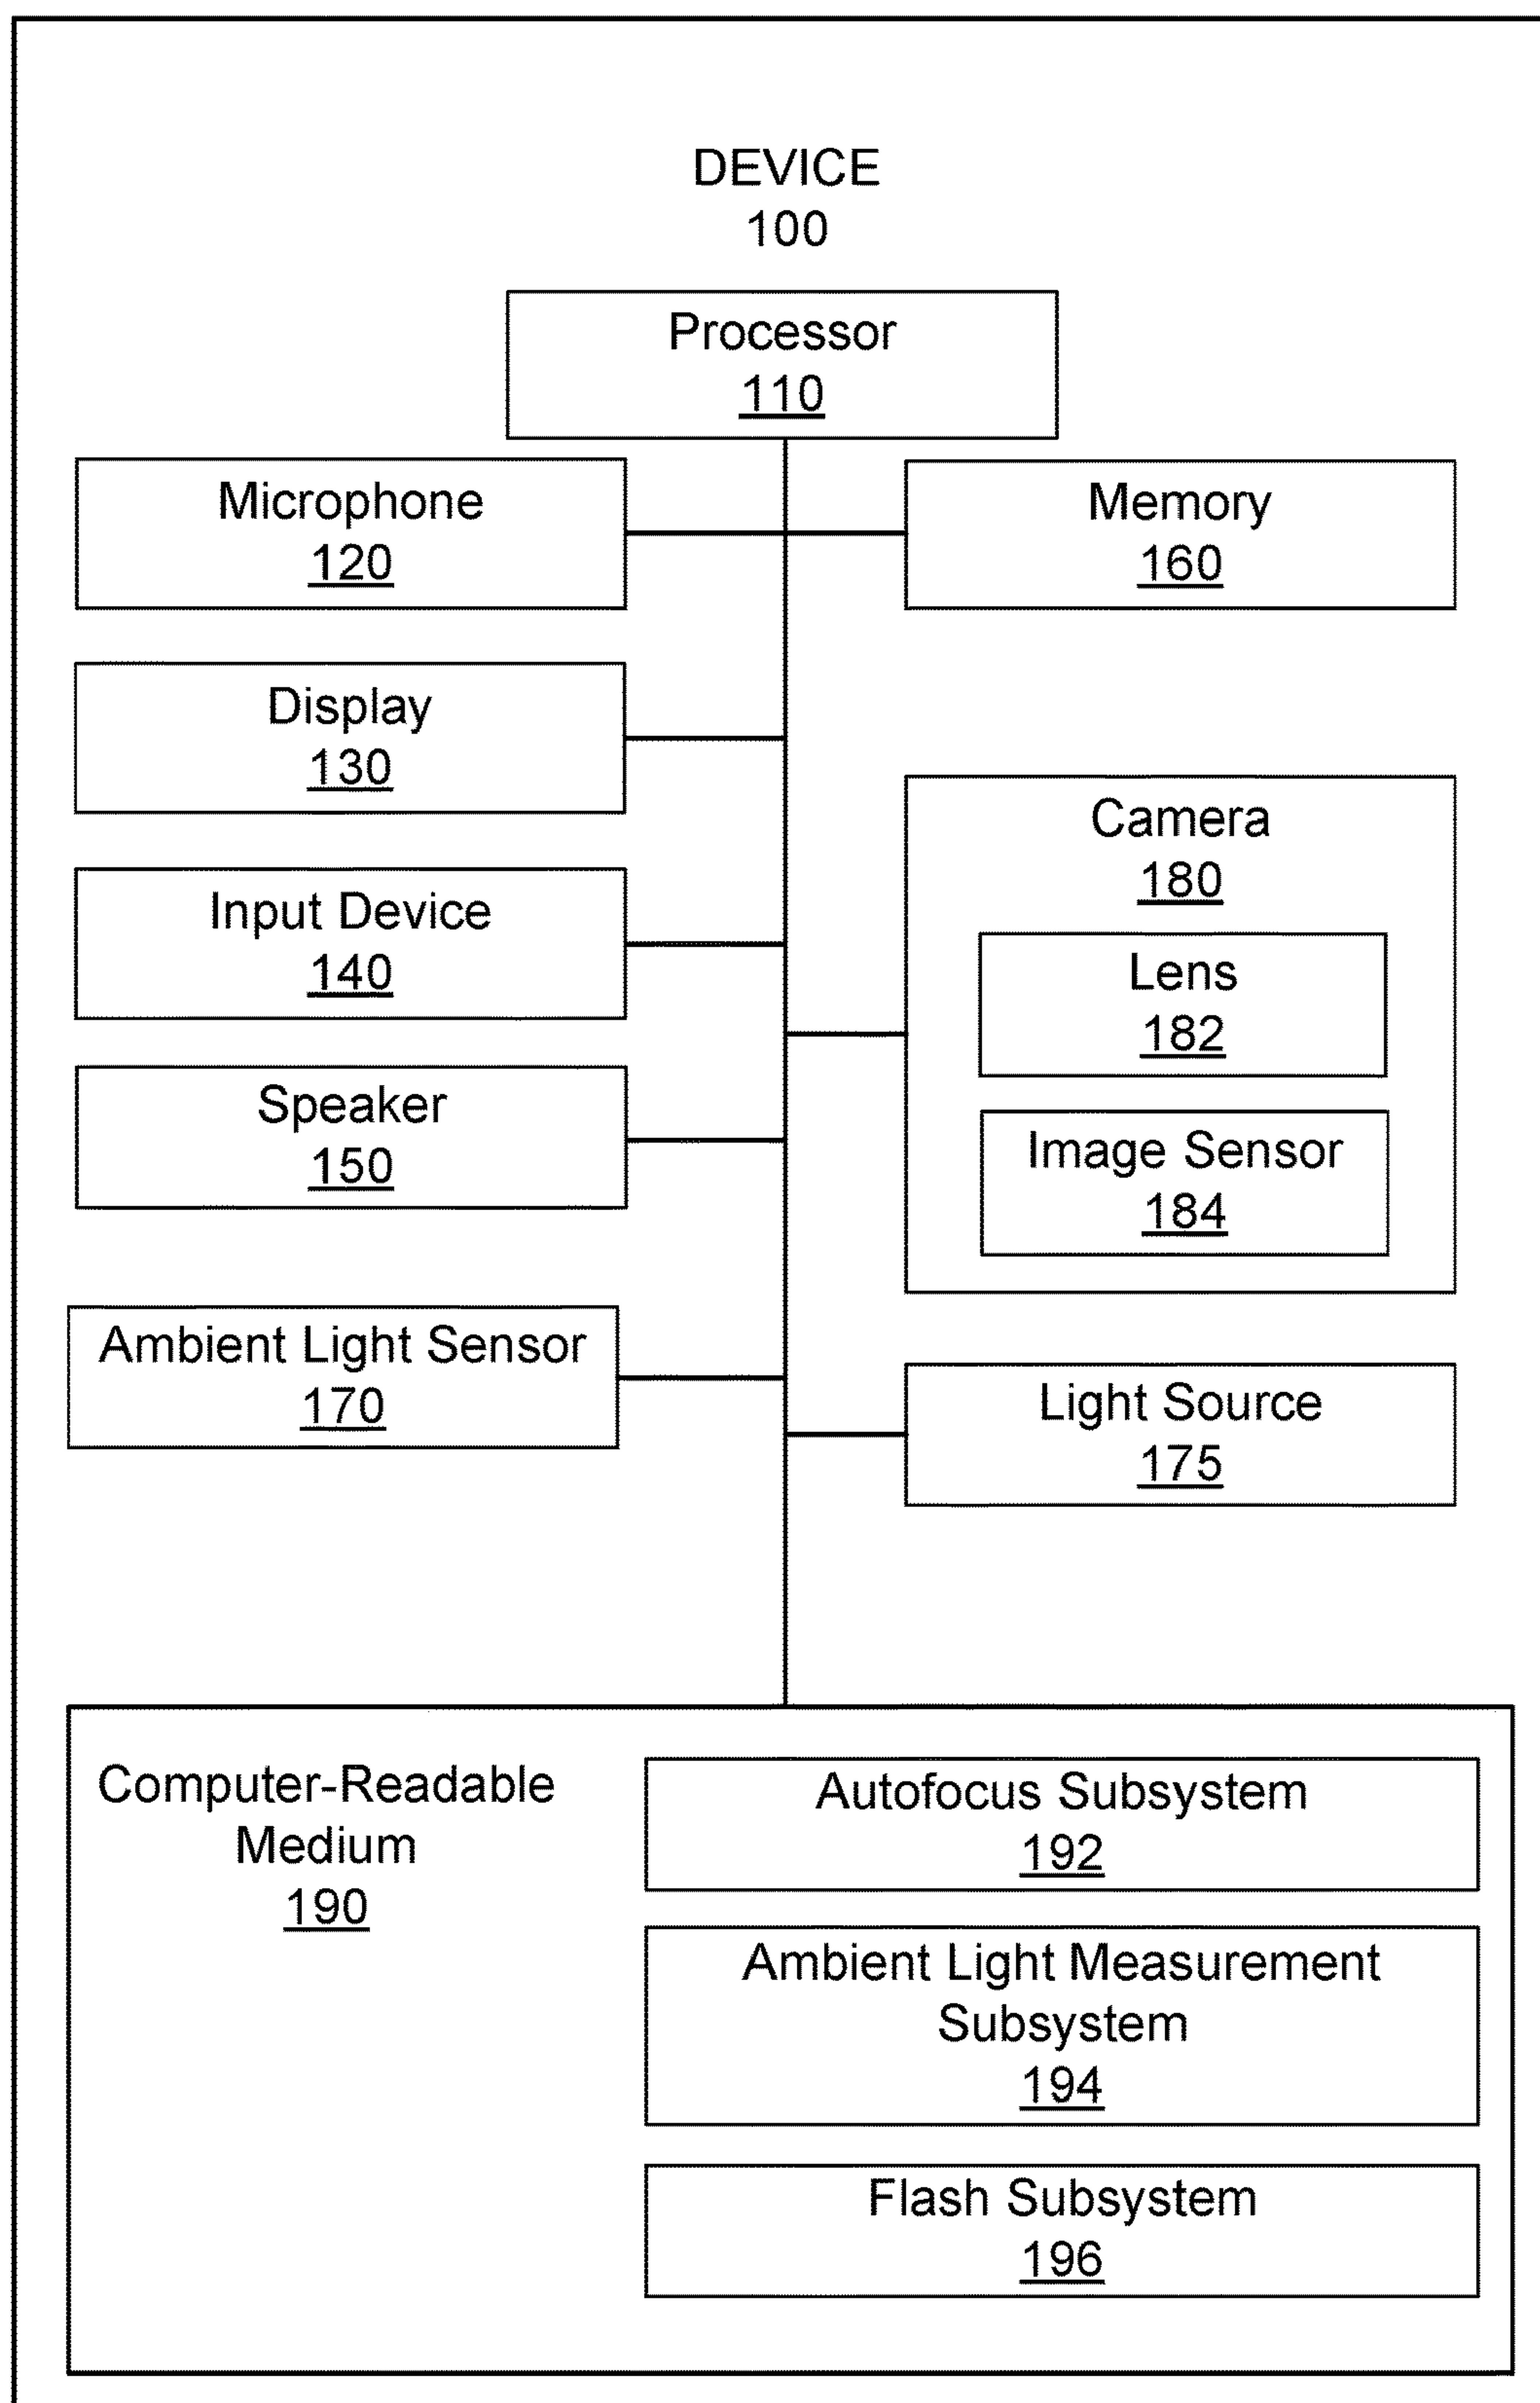 DEVICE
100
Processor
110
Microphone
120
Memory
160
Display
130
Camera
180
Input Device
140
Lens
182
Speaker
150
Image Sensor
184
Ambient Light Sensor
170
Light Source
175
Computer-Readable
Medium
190
Autofocus Subsystem
192
Ambient Light Measurement
Subsystem
194
Flash Subsystem
196